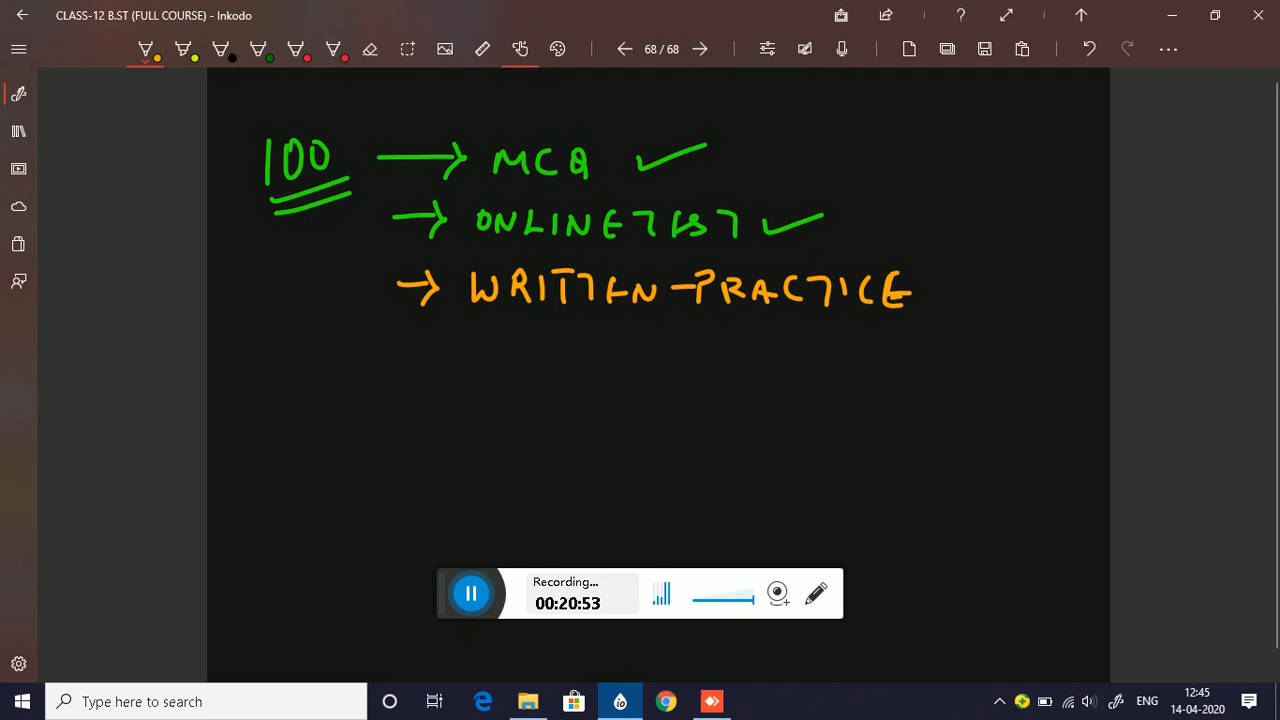 CLASS-12 B.ST (FULL COURSE) - Inkodo
68 / 68
100 → MCQ ✓
→ ONLINE TEST ✓
→ WRITTEN - PRACTICE
Recording...
00:20:53
Type here to search
ENG
12:45
14-04-2020